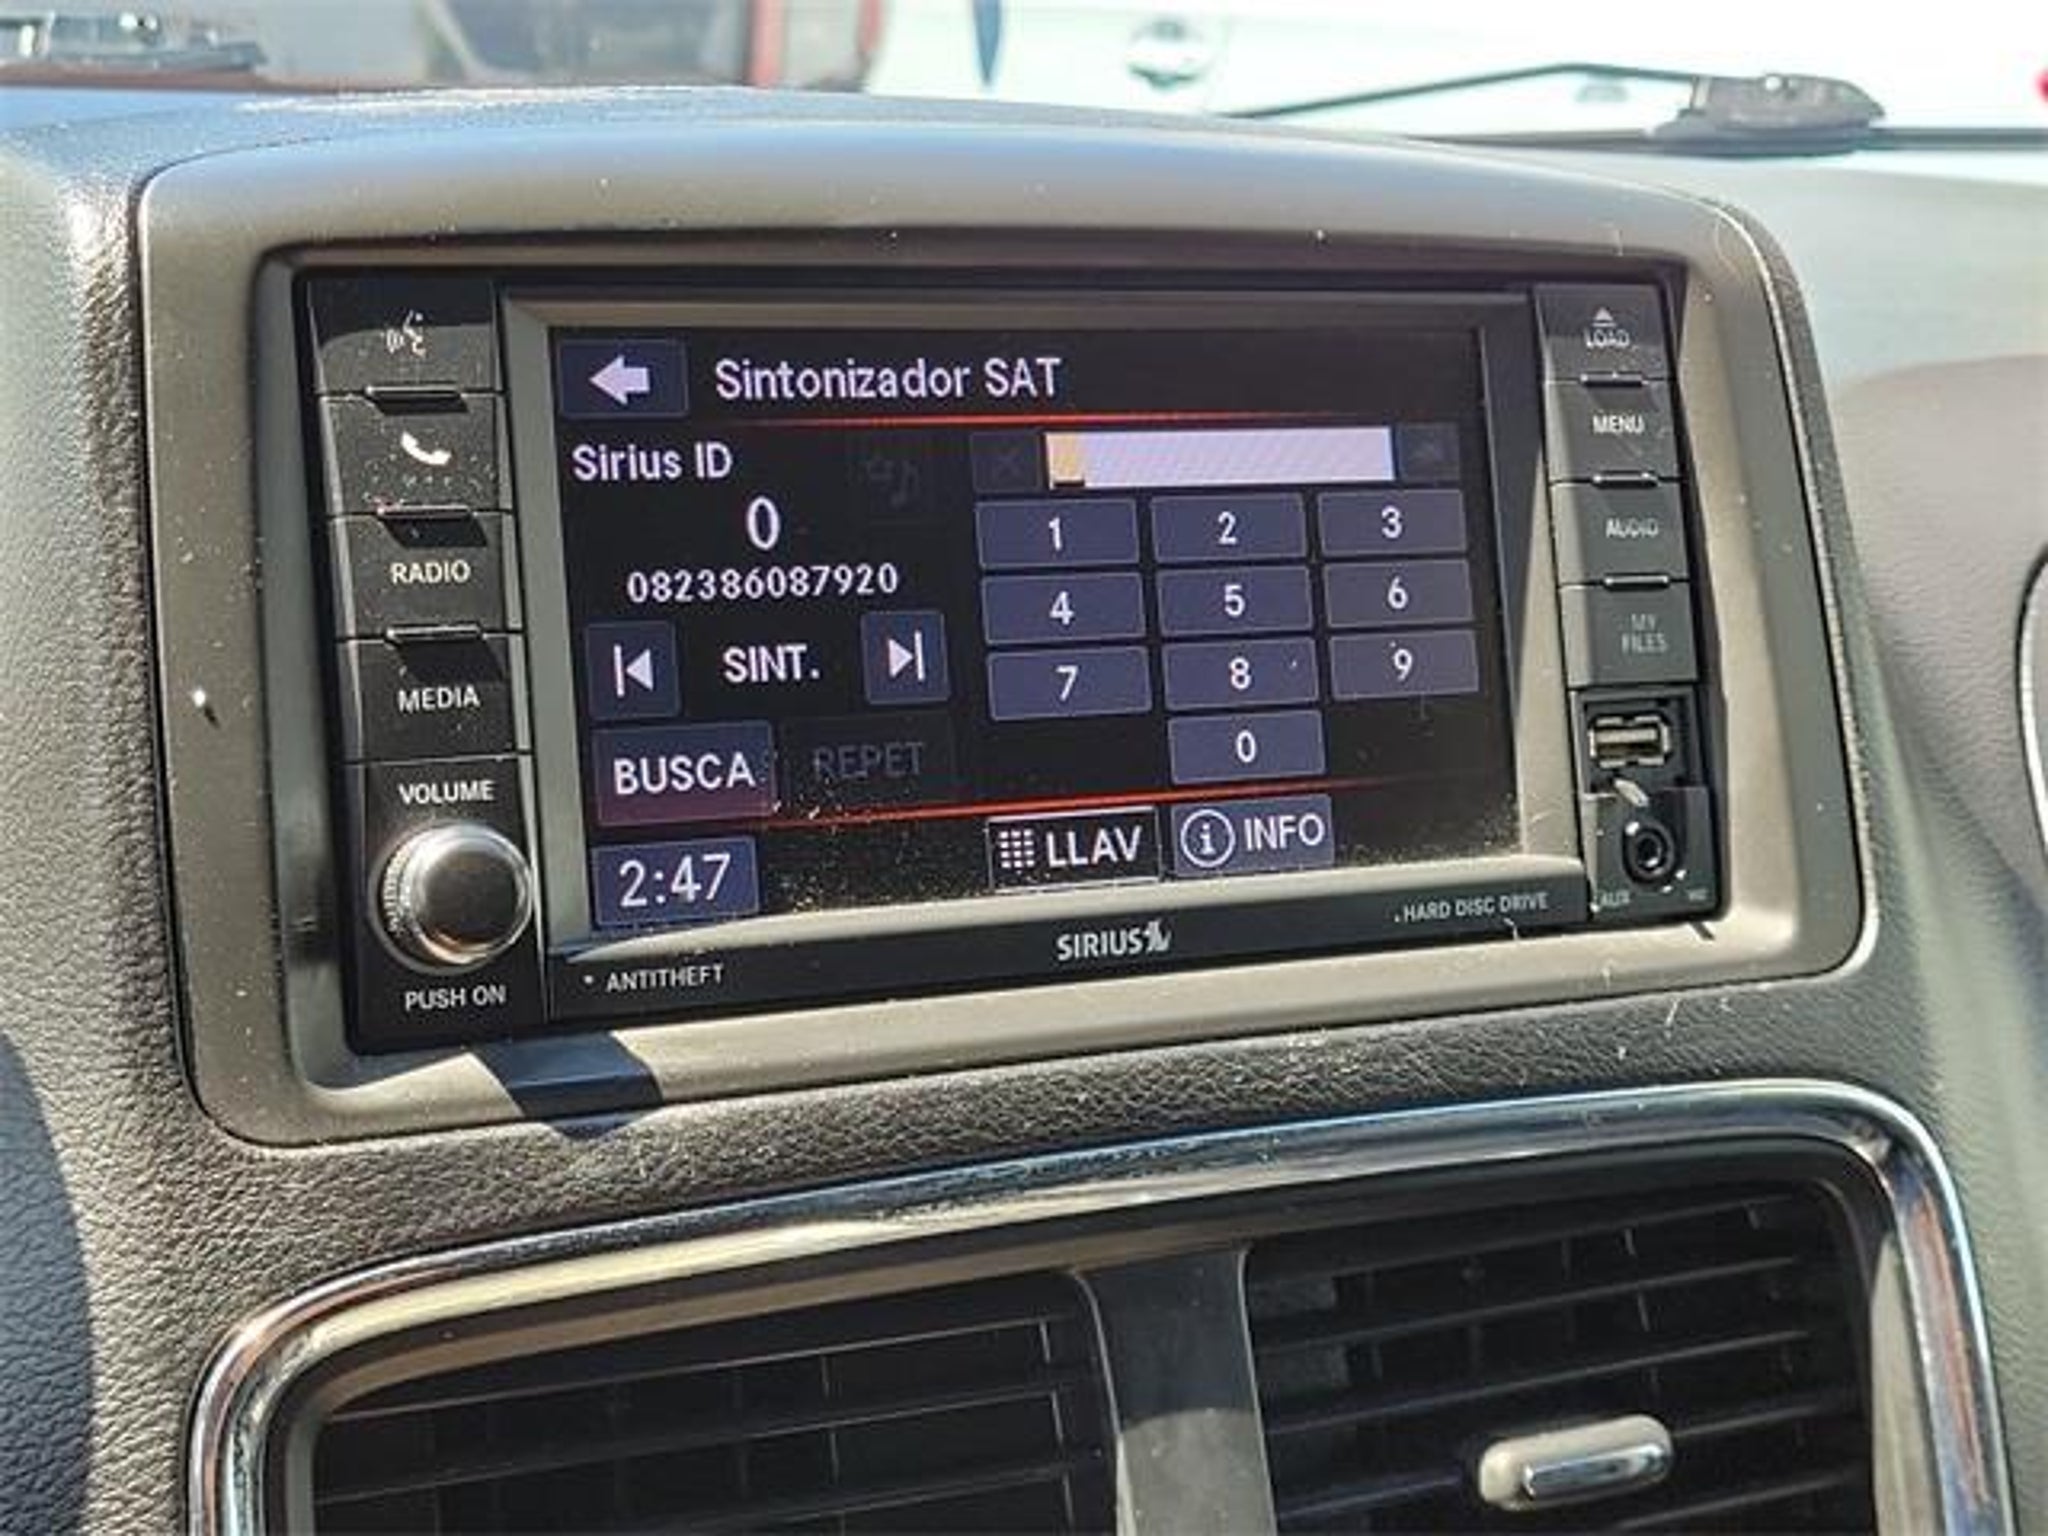 LOAD
Sintonizador SAT
MENU
Sirius ID
1 2 3
0
AUDIO
RADIO
082386087920
4 5 6
MY
FILES
SINT.
7 8 9
MEDIA
BUSCA REPET
0
VOLUME
2:47
LLAV
INFO
AUX
HARD DISC DRIVE
SIRIUS
ANTITHEFT
PUSH ON